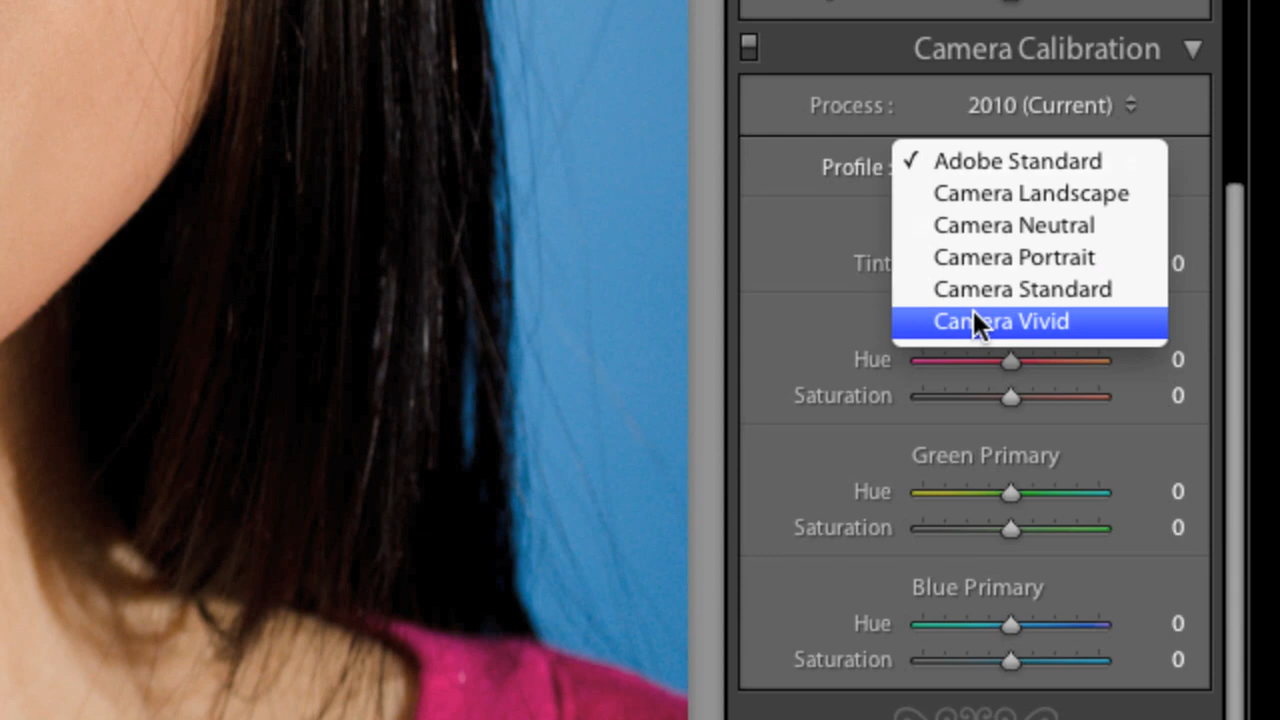 Camera Calibration
Process : 2010 (Current)
Profile :
Adobe Standard
Camera Landscape
Camera Neutral
Camera Portrait
Camera Standard
Camera Vivid
Tint 0
Hue 0
Saturation 0
Green Primary
Hue 0
Saturation 0
Blue Primary
Hue 0
Saturation 0